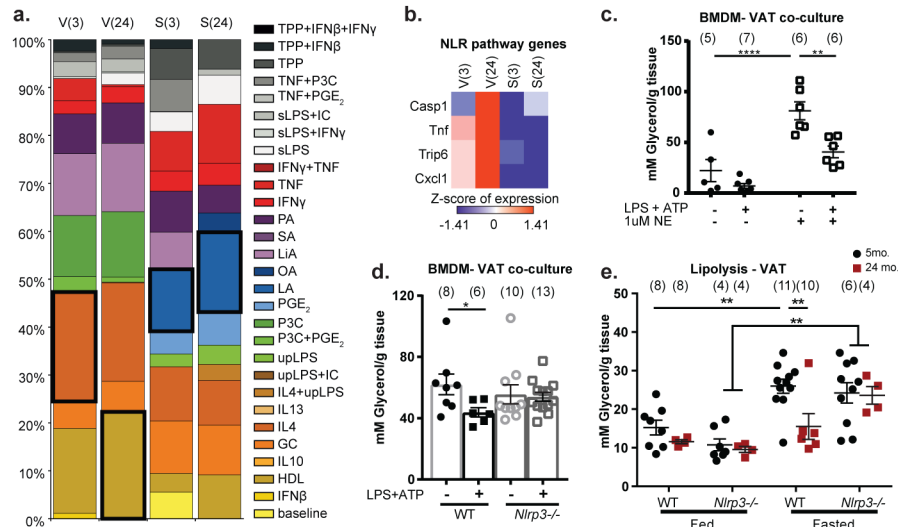 a.
V(3) V(24) S(3) S(24)
100%
90%
80%
70%
60%
50%
40%
30%
20%
10%
0%
TPP+IFNβ+IFNγ
TPP+IFNβ
TPP
TNF+P3C
TNF+PGE2
sLPS+IC
sLPS+IFNγ
sLPS
IFNγ+TNF
TNF
IFNγ
PA
SA
LiA
OA
LA
PGE2
P3C
P3C+PGE2
upLPS
upLPS+IC
IL4+upLPS
IL13
IL4
GC
IL10
HDL
IFNβ
baseline
b.
NLR pathway genes
V(3) V(24) S(3) S(24)
Casp1
Tnf
Trip6
Cxcl1
Z-score of expression
-1.41 1.41
c.
BMDM- VAT co-culture
(5) (7) (6) (6)
**** **
mM Glycerol/g tissue
150
100
50
0
LPS + ATP - + - +
1uM NE - - + +
d.
BMDM- VAT co-culture
(8) (6) (10) (13)
*
mM Glycerol/g tissue
120
80
40
0
LPS+ATP - + - +
WT Nlrp3-/-
e.
Lipolysis - VAT
5mo.
24 mo.
(8) (8) (4) (4) (11) (10) (6) (4)
** **
**
mM Glycerol/g tissue
50
40
30
20
10
0
WT Nlrp3-/- WT Nlrp3-/-
Fed Fasted